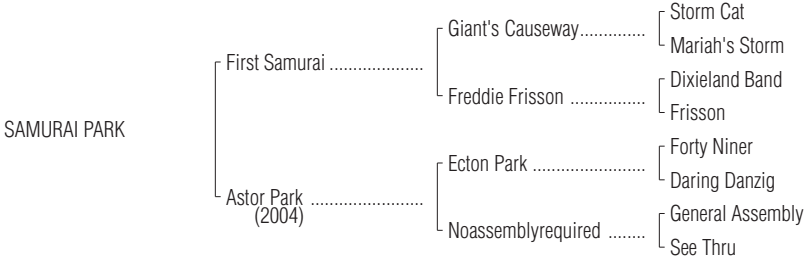 Storm Cat
Giant's Causeway..............
Mariah's Storm
First Samurai ....................
Dixieland Band
Freddie Frisson ................
Frisson
SAMURAI PARK
Forty Niner
Ecton Park ........................
Daring Danzig
Astor Park ........................
(2004)
General Assembly
Noassemblyrequired ........
See Thru